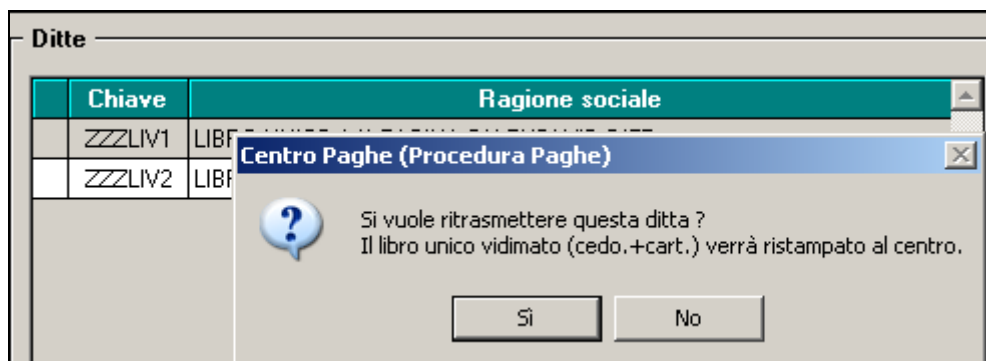 Ditte
Chiave Ragione sociale
ZZZLIV1
ZZZLIV2
Centro Paghe (Procedura Paghe)
Si vuole ritrasmettere questa ditta ?
Il libro unico vidimato (cedo.+cart.) verrà ristampato al centro.
Sì No